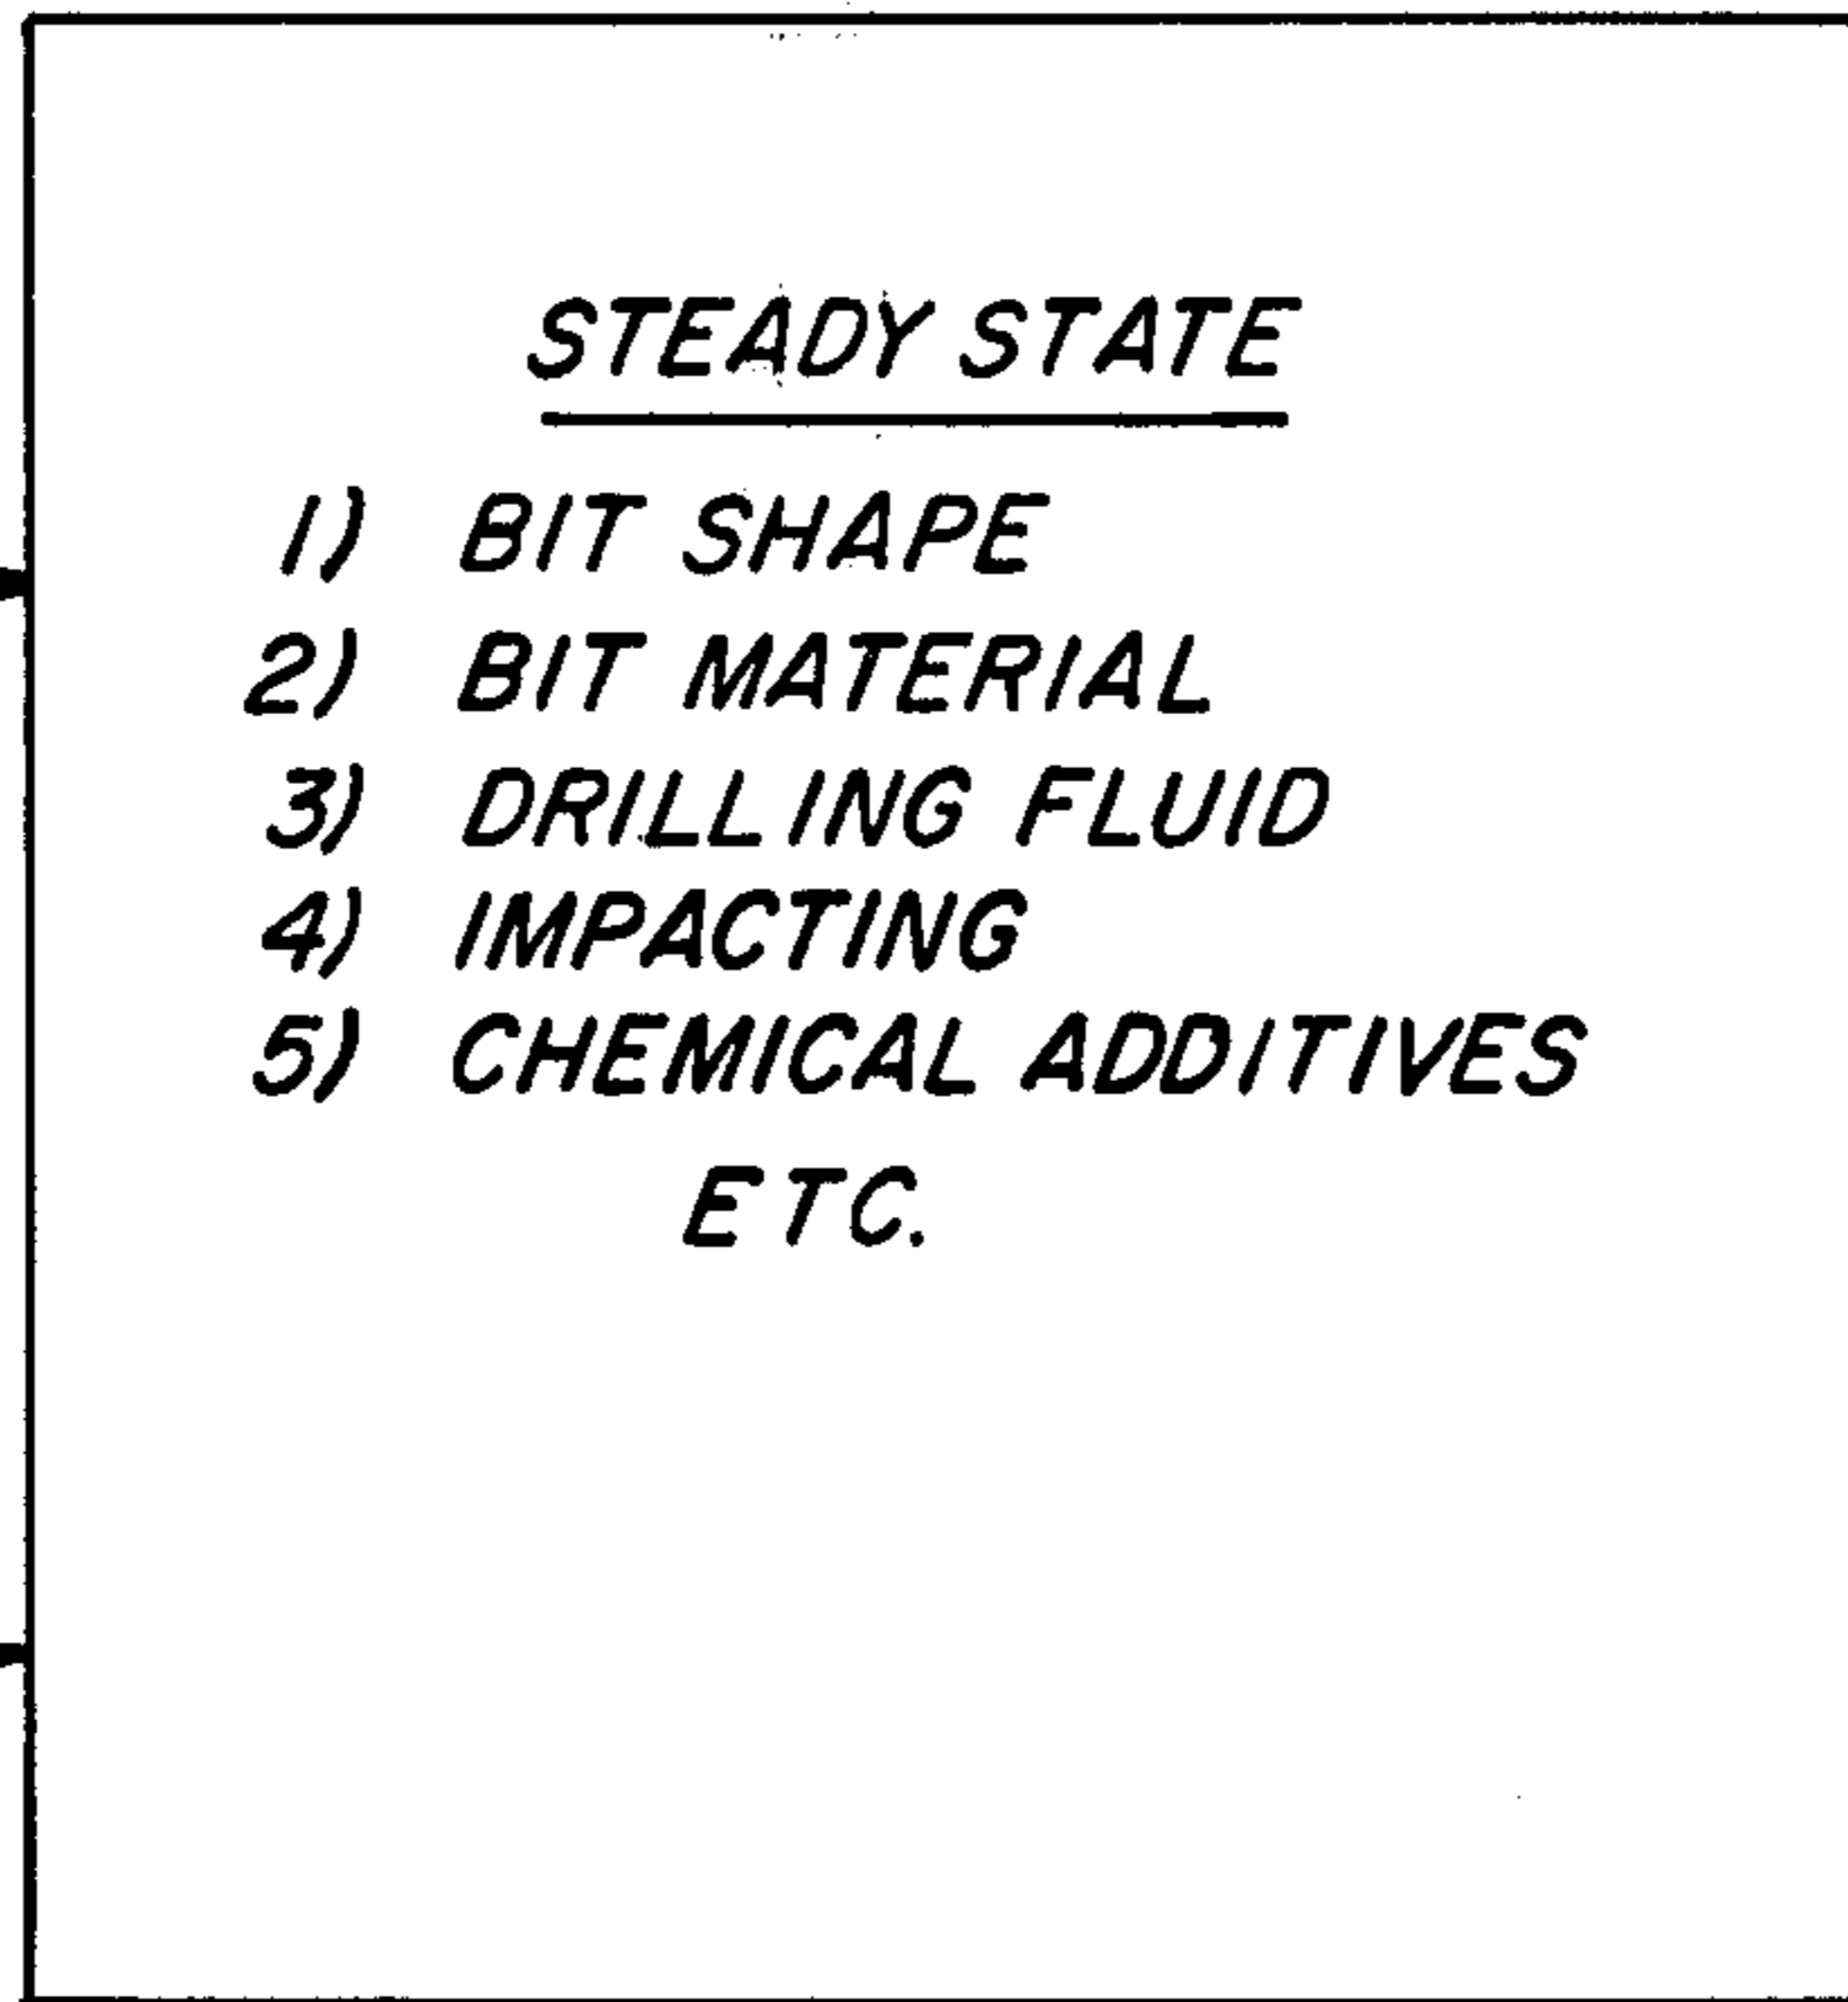 STEADY STATE
1) BIT SHAPE
2) BIT MATERIAL
3) DRILLING FLUID
4) IMPACTING
5) CHEMICAL ADDITIVES
ETC.